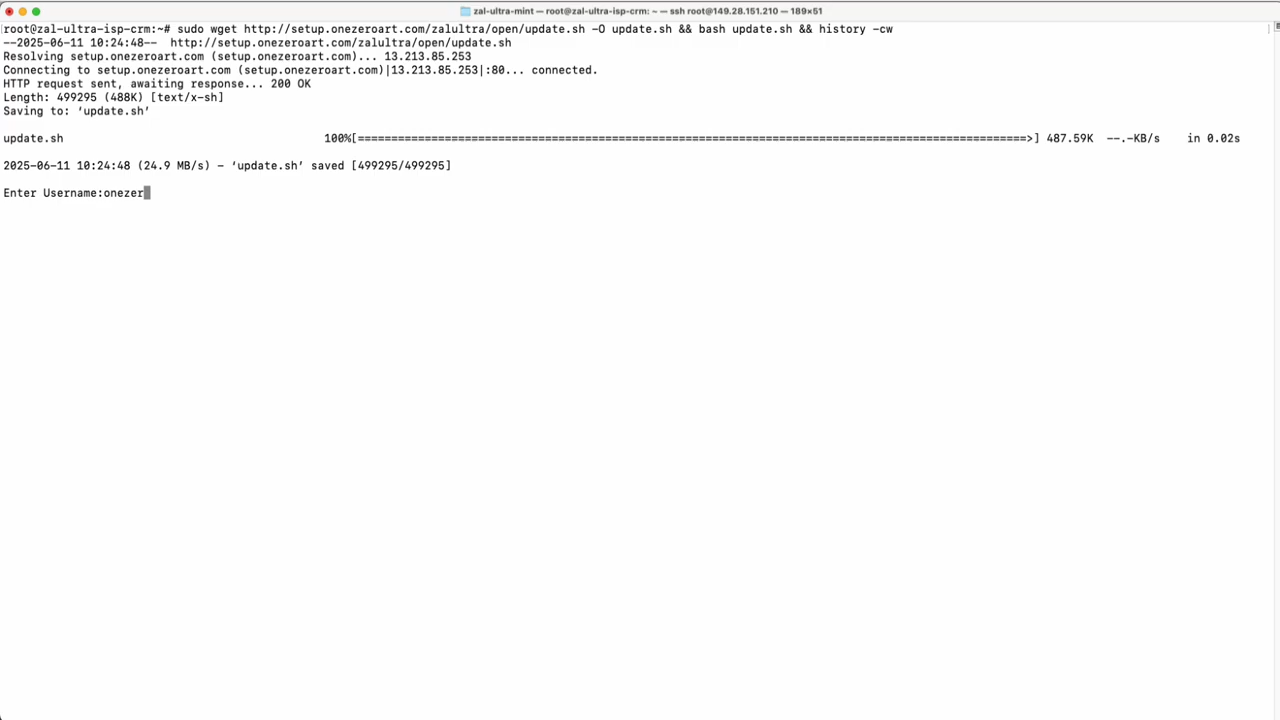 zal-ultra-mint — root@zal-ultra-isp-crm: ~ — ssh root@149.28.151.210 — 189×51
root@zal-ultra-isp-crm:~# sudo wget http://setup.onezeroart.com/zalultra/open/update.sh -O update.sh && bash update.sh && history -cw
--2025-06-11 10:24:48--  http://setup.onezeroart.com/zalultra/open/update.sh
Resolving setup.onezeroart.com (setup.onezeroart.com)... 13.213.85.253
Connecting to setup.onezeroart.com (setup.onezeroart.com)|13.213.85.253|:80... connected.
HTTP request sent, awaiting response... 200 OK
Length: 499295 (488K) [text/x-sh]
Saving to: ‘update.sh’
update.sh 100%[=====================================================================================================>] 487.59K --.-KB/s in 0.02s
2025-06-11 10:24:48 (24.9 MB/s) - ‘update.sh’ saved [499295/499295]
Enter Username:onezer